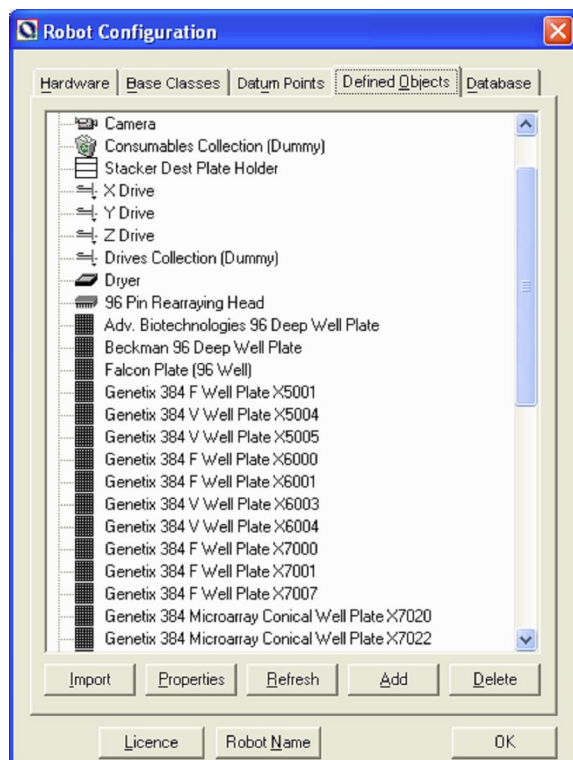 Robot Configuration
Hardware Base Classes Datum Points Defined Objects Database
Camera
Consumables Collection (Dummy)
Stacker Dest Plate Holder
X Drive
Y Drive
Z Drive
Drives Collection (Dummy)
Dryer
96 Pin Rearraying Head
Adv. Biotechnologies 96 Deep Well Plate
Beckman 96 Deep Well Plate
Falcon Plate (96 Well)
Genetix 384 F Well Plate X5001
Genetix 384 V Well Plate X5004
Genetix 384 V Well Plate X5005
Genetix 384 F Well Plate X6000
Genetix 384 F Well Plate X6001
Genetix 384 V Well Plate X6003
Genetix 384 V Well Plate X6004
Genetix 384 F Well Plate X7000
Genetix 384 F Well Plate X7001
Genetix 384 F Well Plate X7007
Genetix 384 Microarray Conical Well Plate X7020
Genetix 384 Microarray Conical Well Plate X7022
Import Properties Refresh Add Delete
Licence Robot Name OK